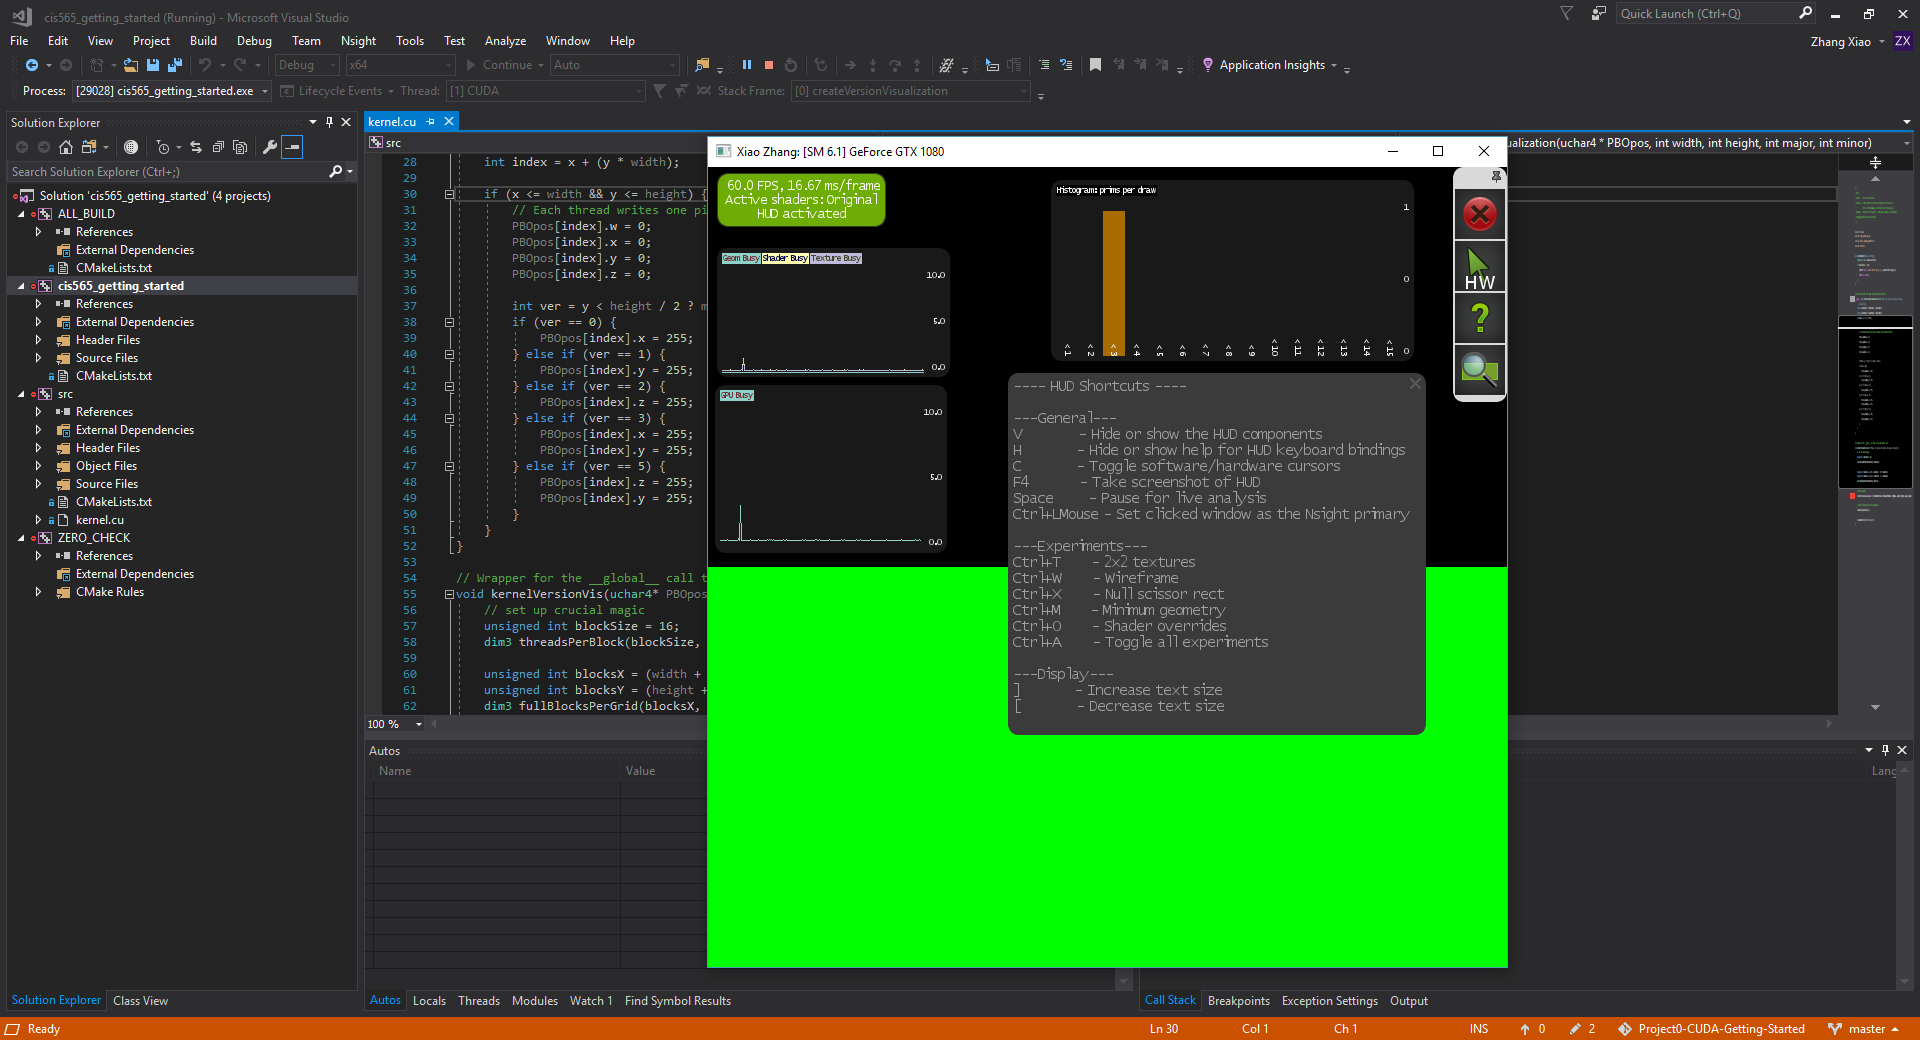 cis565_getting_started (Running) - Microsoft Visual Studio
Quick Launch (Ctrl+Q)
File Edit View Project Build Debug Team Nsight Tools Test Analyze Window Help
Zhang Xiao ZX
Debug x64 Continue Auto Application Insights
Process: [29028] cis565_getting_started.exe Lifecycle Events Thread: [1] CUDA Stack Frame: [0] createVersionVisualization
Solution Explorer
Search Solution Explorer (Ctrl+;)
Solution 'cis565_getting_started' (4 projects)
ALL_BUILD
References
External Dependencies
CMakeLists.txt
cis565_getting_started
References
External Dependencies
Header Files
Source Files
CMakeLists.txt
src
References
External Dependencies
Header Files
Object Files
Source Files
CMakeLists.txt
kernel.cu
ZERO_CHECK
References
External Dependencies
CMake Rules
Solution Explorer Class View
kernel.cu
src
ualization(uchar4 * PBOpos, int width, int height, int major, int minor)
28 int index = x + (y * width);
29
30 if (x <= width && y <= height) {
31 // Each thread writes one pi
32 PBOpos[index].w = 0;
33 PBOpos[index].x = 0;
34 PBOpos[index].y = 0;
35 PBOpos[index].z = 0;
36
37 int ver = y < height / 2 ? m
38 if (ver == 0) {
39 PBOpos[index].x = 255;
40 } else if (ver == 1) {
41 PBOpos[index].y = 255;
42 } else if (ver == 2) {
43 PBOpos[index].z = 255;
44 } else if (ver == 3) {
45 PBOpos[index].x = 255;
46 PBOpos[index].y = 255;
47 } else if (ver == 5) {
48 PBOpos[index].z = 255;
49 PBOpos[index].y = 255;
50 }
51 }
52 }
53
54 // Wrapper for the __global__ call t
55 void kernelVersionVis(uchar4* PBOpos
56 // set up crucial magic
57 unsigned int blockSize = 16;
58 dim3 threadsPerBlock(blockSize,
59
60 unsigned int blocksX = (width +
61 unsigned int blocksY = (height +
62 dim3 fullBlocksPerGrid(blocksX,
100 %
Xiao Zhang: [SM 6.1] GeForce GTX 1080
60.0 FPS, 16.67 ms/frame
Active shaders: Original
HUD activated
Geom Busy Shader Busy Texture Busy
10.0
5.0
0.0
GPU Busy
10.0
5.0
0.0
Histogram: prims per draw
1
0
0
<1 <2 <3 <4 <5 <6 <7 <8 <9 <10 <11 <12 <13 <14 <15
HW
?
---- HUD Shortcuts ----
---General---
V - Hide or show the HUD components
H - Hide or show help for HUD keyboard bindings
C - Toggle software/hardware cursors
F4 - Take screenshot of HUD
Space - Pause for live analysis
Ctrl+LMouse - Set clicked window as the Nsight primary
---Experiments---
Ctrl+T - 2x2 textures
Ctrl+W - Wireframe
Ctrl+X - Null scissor rect
Ctrl+M - Minimum geometry
Ctrl+O - Shader overrides
Ctrl+A - Toggle all experiments
---Display---
] - Increase text size
[ - Decrease text size
Autos
Name Value Lang
Autos Locals Threads Modules Watch 1 Find Symbol Results
Call Stack Breakpoints Exception Settings Output
Ready Ln 30 Col 1 Ch 1 INS 0 2 Project0-CUDA-Getting-Started master